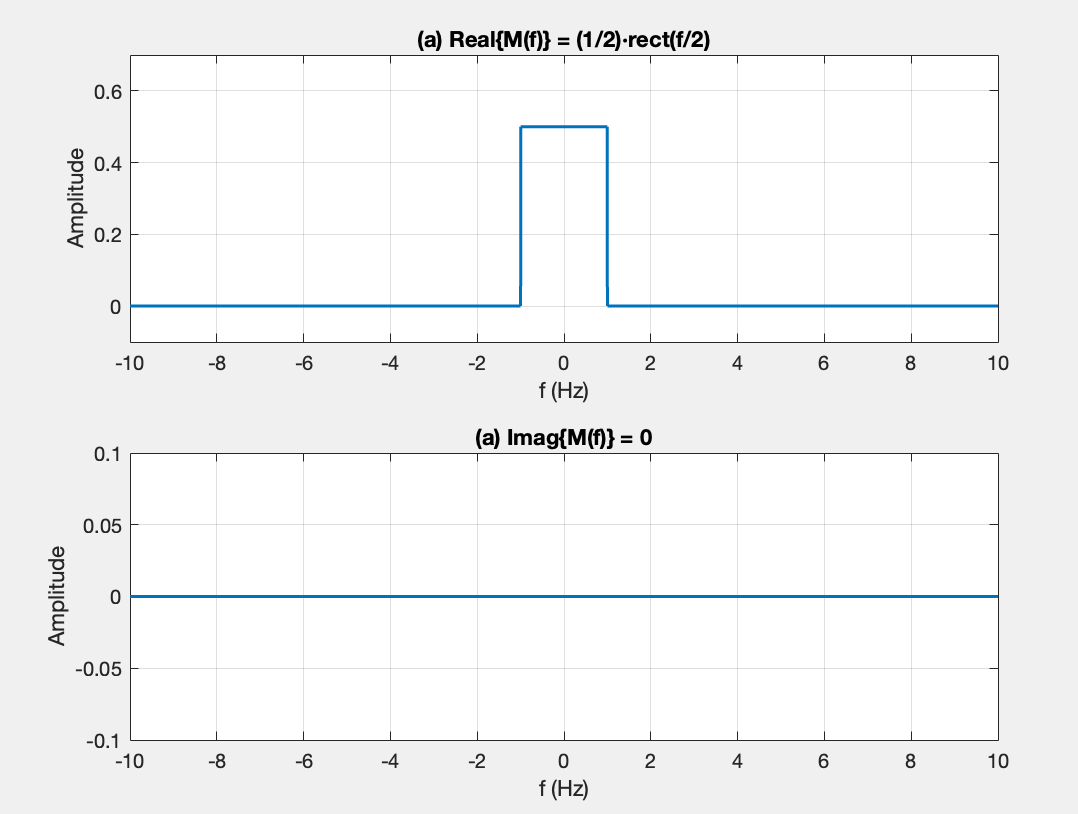 (a) Real{M(f)} = (1/2)·rect(f/2)
0.6
0.4
0.2
0
Amplitude
-10 -8 -6 -4 -2 0 2 4 6 8 10
f (Hz)
(a) Imag{M(f)} = 0
0.1
0.05
0
-0.05
-0.1
Amplitude
-10 -8 -6 -4 -2 0 2 4 6 8 10
f (Hz)